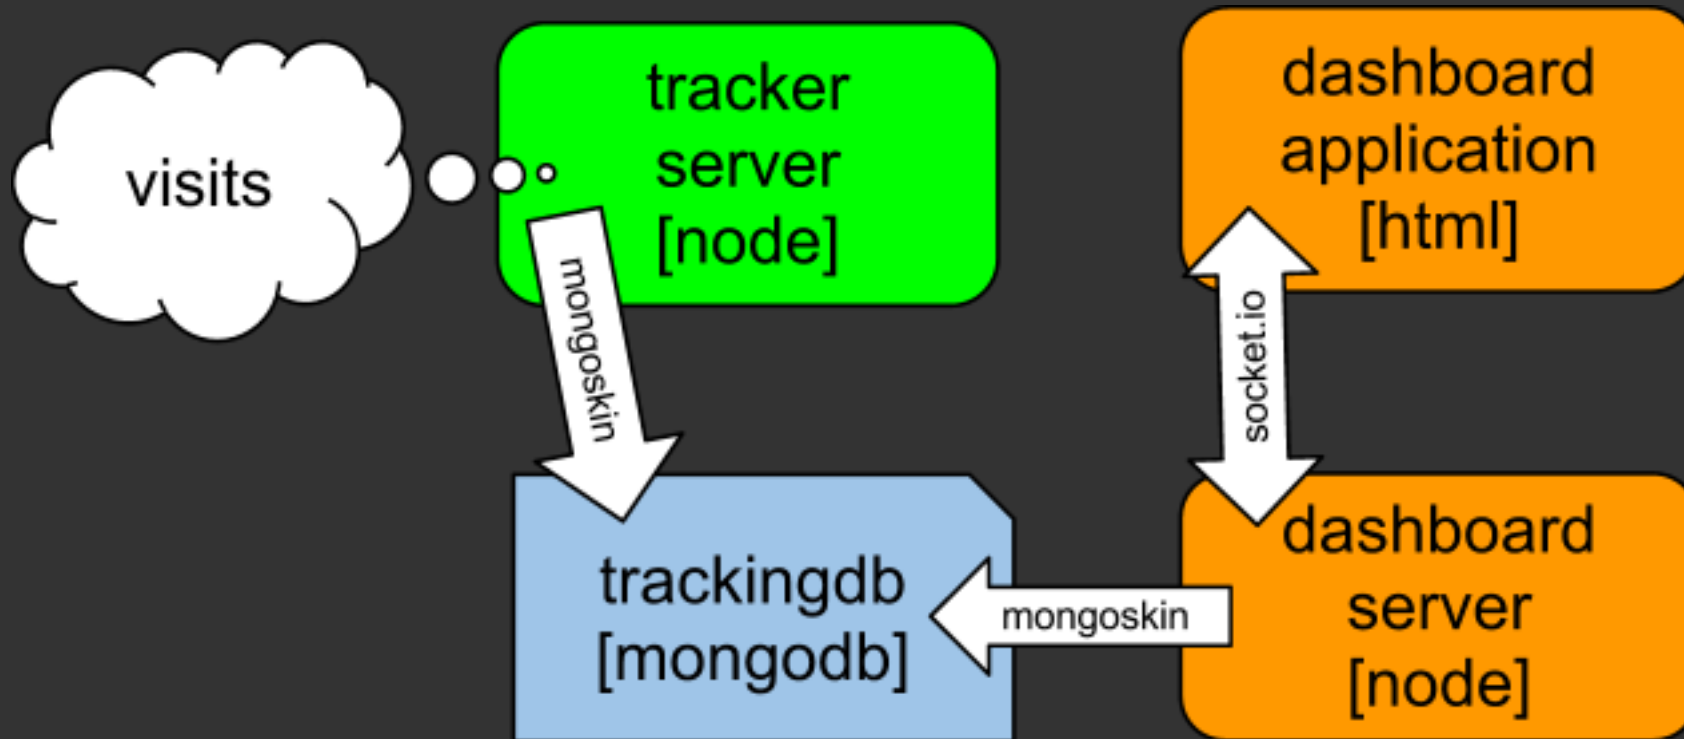 visits
tracker
server
[node]
mongoskin
trackingdb
[mongodb]
dashboard
application
[html]
socket.io
dashboard
server
[node]
mongoskin